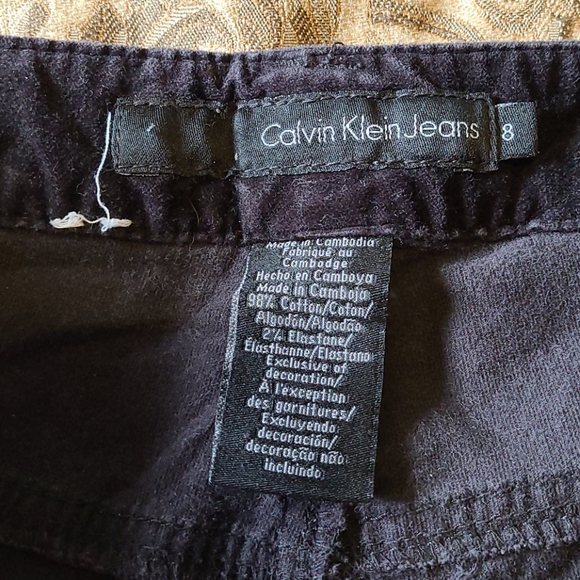 Calvin Klein Jeans 8
Made in Cambodia
Fabriqué au
Cambodge
Hecho en Camboya
Made in Camboja
98% Cotton/Coton/
Algodón/Algodão
2% Elastane/
Élasthanne/Elastano
Exclusive of
decoration/
À l'exception
des garnitures/
Excluyendo
decoración/
decoração não
incluindo